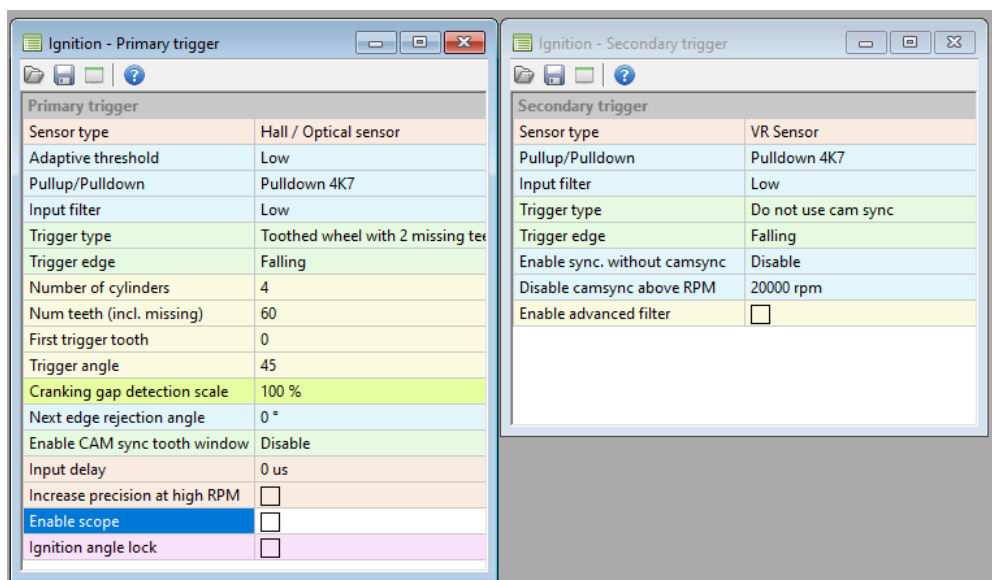 Ignition - Primary trigger
Primary trigger
Sensor type Hall / Optical sensor
Adaptive threshold Low
Pullup/Pulldown Pulldown 4K7
Input filter Low
Trigger type Toothed wheel with 2 missing tee
Trigger edge Falling
Number of cylinders 4
Num teeth (incl. missing) 60
First trigger tooth 0
Trigger angle 45
Cranking gap detection scale 100 %
Next edge rejection angle 0 °
Enable CAM sync tooth window Disable
Input delay 0 us
Increase precision at high RPM
Enable scope
Ignition angle lock
Ignition - Secondary trigger
Secondary trigger
Sensor type VR Sensor
Pullup/Pulldown Pulldown 4K7
Input filter Low
Trigger type Do not use cam sync
Trigger edge Falling
Enable sync. without camsync Disable
Disable camsync above RPM 20000 rpm
Enable advanced filter